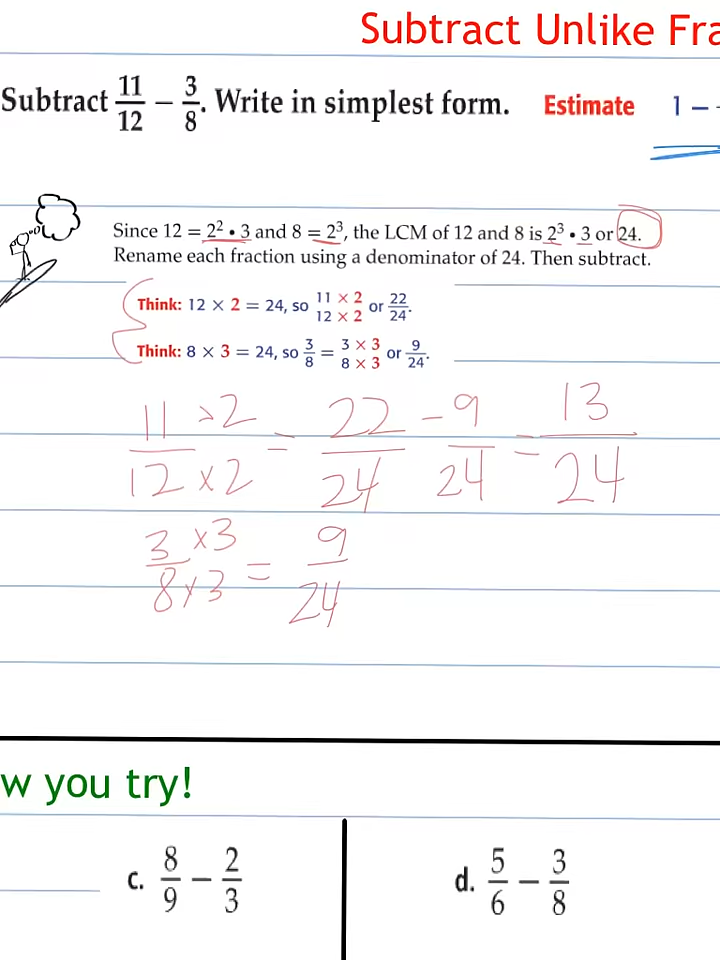 Subtract Unlike Fra
Subtract 11/12 − 3/8. Write in simplest form. Estimate 1 −
Since 12 = 2² • 3 and 8 = 2³, the LCM of 12 and 8 is 2³ • 3 or 24.
Rename each fraction using a denominator of 24. Then subtract.
Think: 12 × 2 = 24, so 11 × 2/12 × 2 or 22/24.
Think: 8 × 3 = 24, so 3/8 = 3 × 3/8 × 3 or 9/24.
11 × 2/12 × 2 = 22/24 − 9/24 = 13/24
3 × 3/8 × 3 = 9/24
w you try!
c. 8/9 − 2/3
d. 5/6 − 3/8